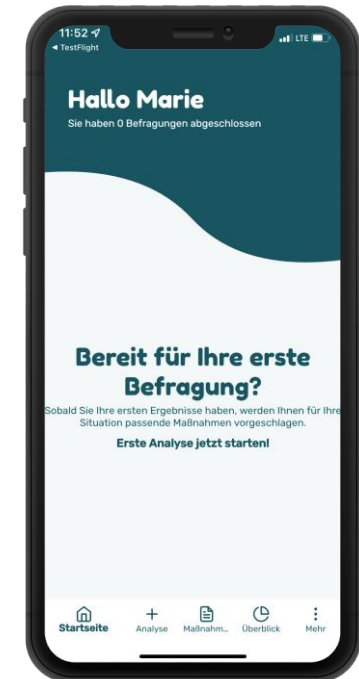 11:52
◀ TestFlight
LTE
Hallo Marie
Sie haben 0 Befragungen abgeschlossen
Bereit für Ihre erste
Befragung?
Sobald Sie Ihre ersten Ergebnisse haben, werden Ihnen für Ihre
Situation passende Maßnahmen vorgeschlagen.
Erste Analyse jetzt starten!
Startseite Analyse Maßnahm... Überblick Mehr